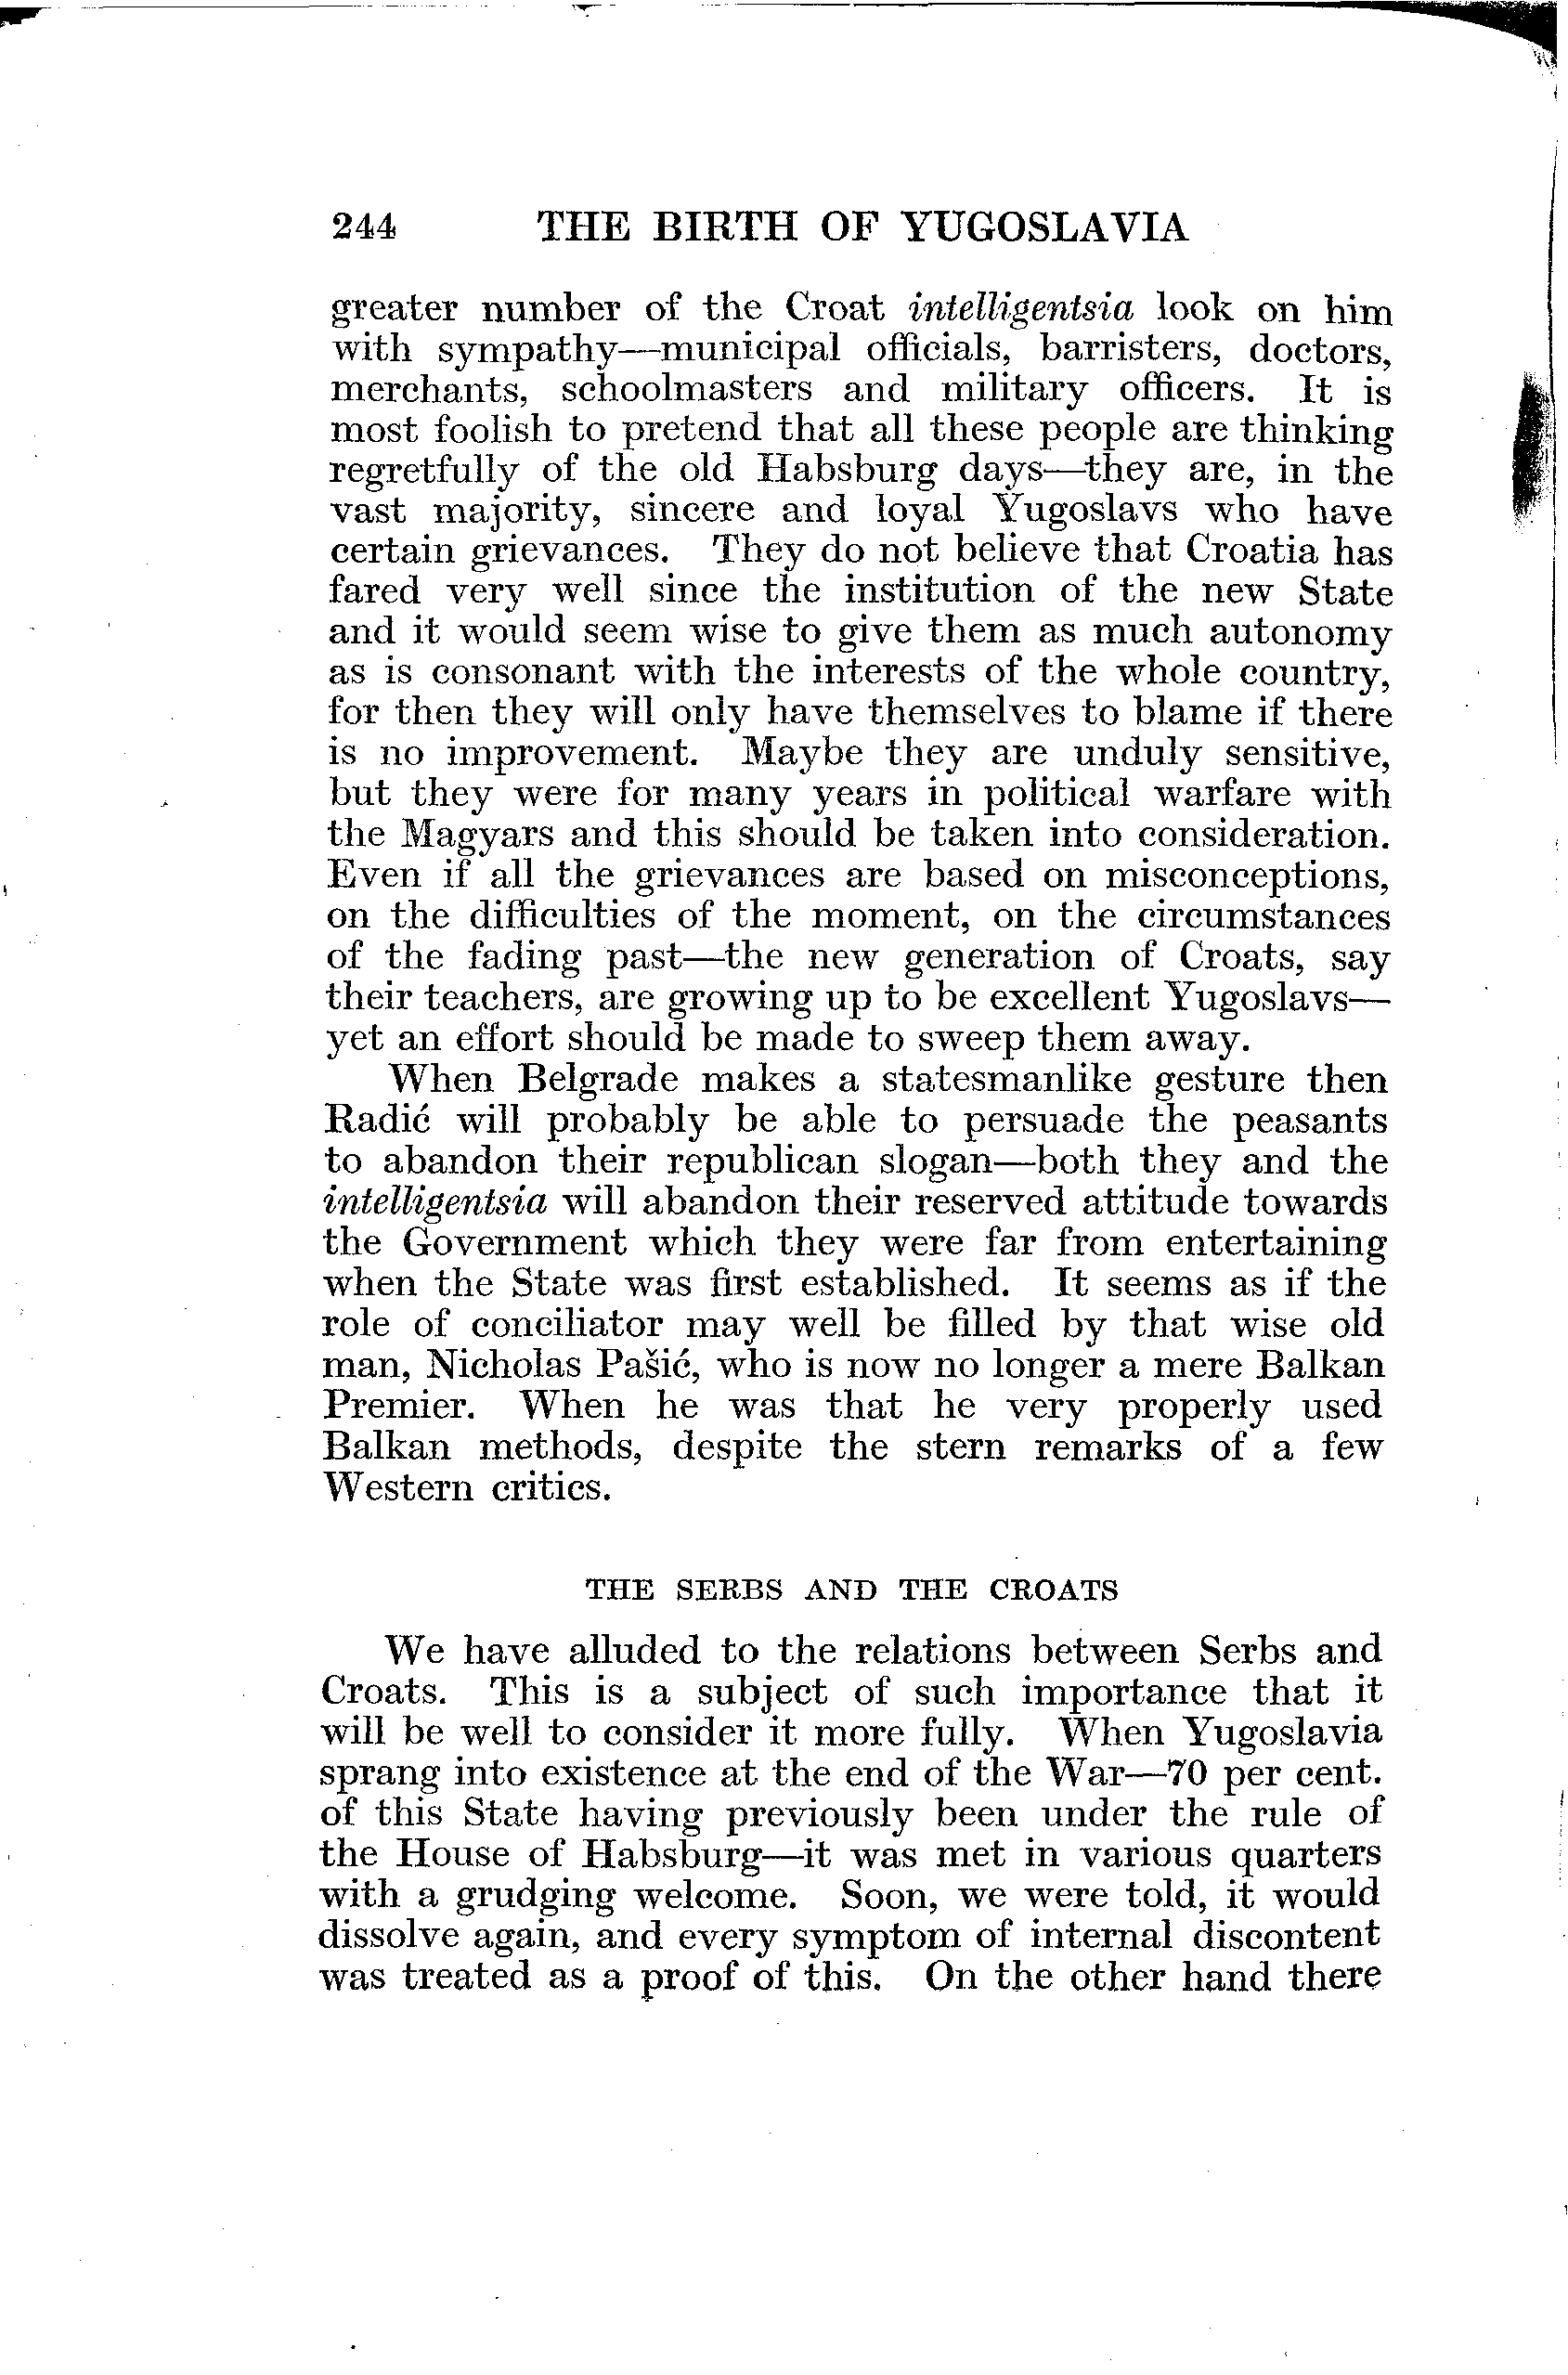 244 THE BIRTH OF YUGOSLAVIA
greater number of the Croat intelligentsia look on him
with sympathy—municipal officials, barristers, doctors,
merchants, schoolmasters and military officers. It is
most foolish to pretend that all these people are thinking
regretfully of the old Habsburg days—they are, in the
vast majority, sincere and loyal Yugoslavs who have
certain grievances. They do not believe that Croatia has
fared very well since the institution of the new State
and it would seem wise to give them as much autonomy
as is consonant with the interests of the whole country,
for then they will only have themselves to blame if there
is no improvement. Maybe they are unduly sensitive,
but they were for many years in political warfare with
the Magyars and this should be taken into consideration.
Even if all the grievances are based on misconceptions,
on the difficulties of the moment, on the circumstances
of the fading past—the new generation of Croats, say
their teachers, are growing up to be excellent Yugoslavs—
yet an effort should be made to sweep them away.
When Belgrade makes a statesmanlike gesture then
Radić will probably be able to persuade the peasants
to abandon their republican slogan—both they and the
intelligentsia will abandon their reserved attitude towards
the Government which they were far from entertaining
when the State was first established. It seems as if the
role of conciliator may well be filled by that wise old
man, Nicholas Pašić, who is now no longer a mere Balkan
Premier. When he was that he very properly used
Balkan methods, despite the stern remarks of a few
Western critics.
THE SERBS AND THE CROATS
We have alluded to the relations between Serbs and
Croats. This is a subject of such importance that it
will be well to consider it more fully. When Yugoslavia
sprang into existence at the end of the War—70 per cent.
of this State having previously been under the rule of
the House of Habsburg—it was met in various quarters
with a grudging welcome. Soon, we were told, it would
dissolve again, and every symptom of internal discontent
was treated as a proof of this. On the other hand there